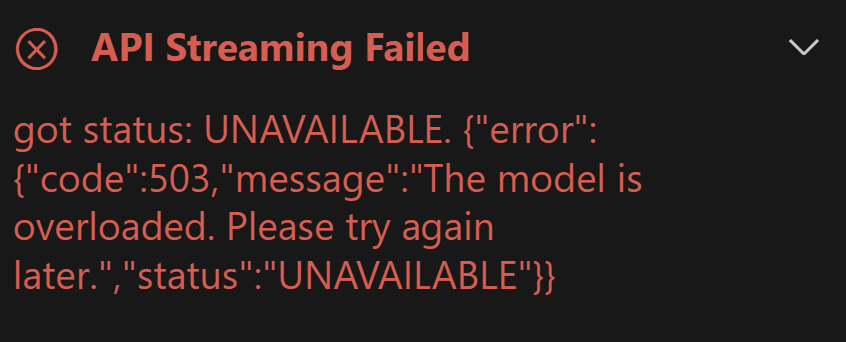 API Streaming Failed
got status: UNAVAILABLE. {"error":
{"code":503,"message":"The model is
overloaded. Please try again
later.","status":"UNAVAILABLE"}}